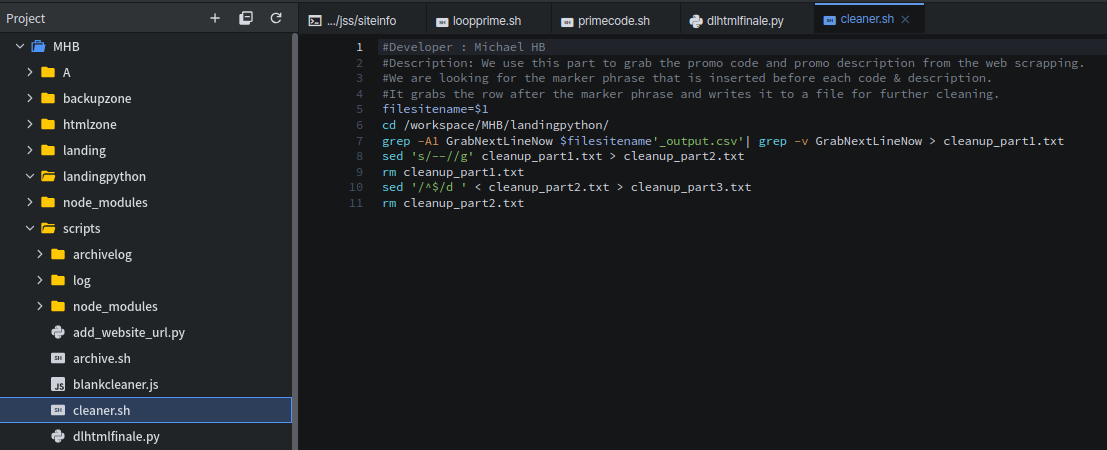 Project
MHB
A
backupzone
htmlzone
landing
landingpython
node_modules
scripts
archivelog
log
node_modules
add_website_url.py
archive.sh
blankcleaner.js
cleaner.sh
dlhtmlfinale.py
.../jss/siteinfo
loopprime.sh
primecode.sh
dlhtmlfinale.py
cleaner.sh
1 #Developer : Michael HB
2 #Description: We use this part to grab the promo code and promo description from the web scrapping.
3 #We are looking for the marker phrase that is inserted before each code & description.
4 #It grabs the row after the marker phrase and writes it to a file for further cleaning.
5 filesitename=$1
6 cd /workspace/MHB/landingpython/
7 grep -A1 GrabNextLineNow $filesitename'_output.csv'| grep -v GrabNextLineNow > cleanup_part1.txt
8 sed 's/--//g' cleanup_part1.txt > cleanup_part2.txt
9 rm cleanup_part1.txt
10 sed '/^$/d ' < cleanup_part2.txt > cleanup_part3.txt
11 rm cleanup_part2.txt